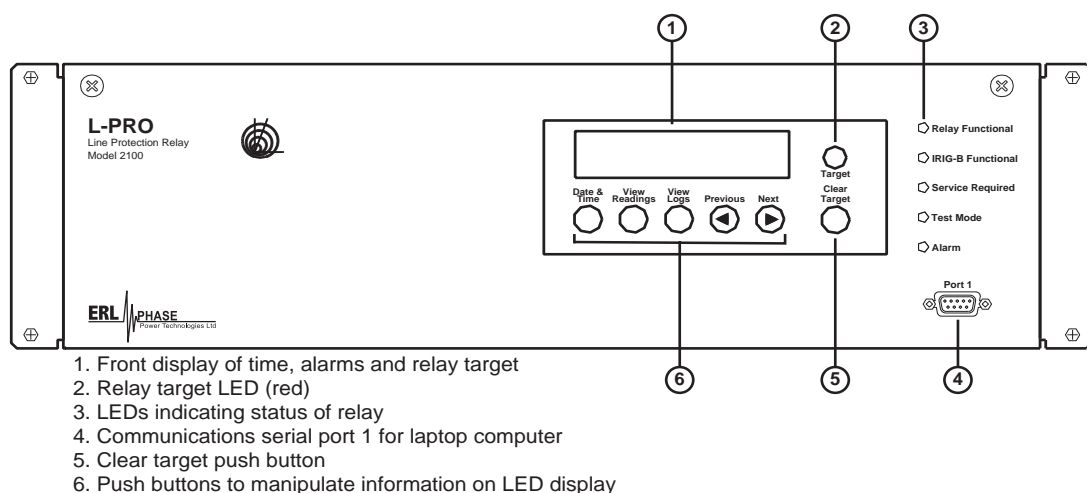 1
2
3
L-PRO
Line Protection Relay
Model 2100
Relay Functional
IRIG-B Functional
Service Required
Test Mode
Alarm
Target
Date &
Time
View
Readings
View
Logs
Previous
Next
Clear
Target
Port 1
ERL PHASE
Power Technologies Ltd
6
5
4
1. Front display of time, alarms and relay target
2. Relay target LED (red)
3. LEDs indicating status of relay
4. Communications serial port 1 for laptop computer
5. Clear target push button
6. Push buttons to manipulate information on LED display